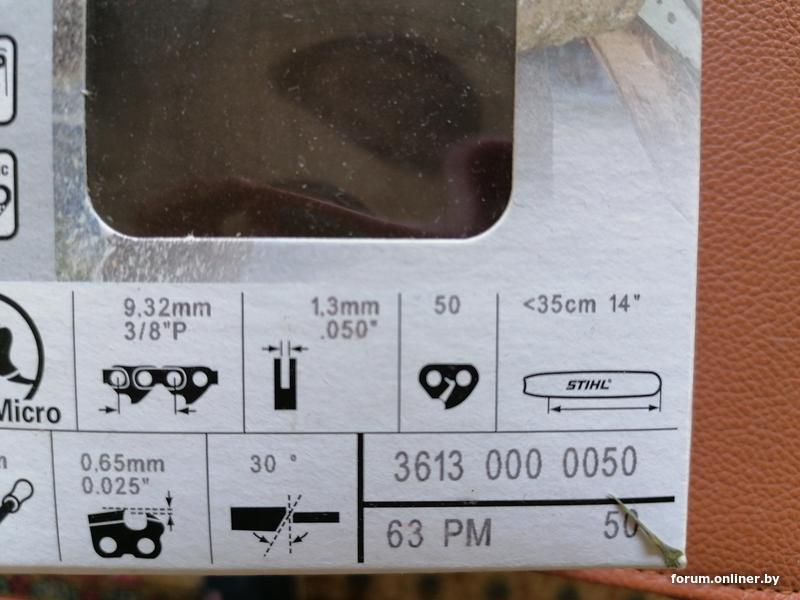 9,32mm
3/8"P
1,3mm
.050"
50
<35cm 14"
STIHL®
Micro
0,65mm
0.025"
30 °
3613 000 0050
63 PM 50
forum.onliner.by